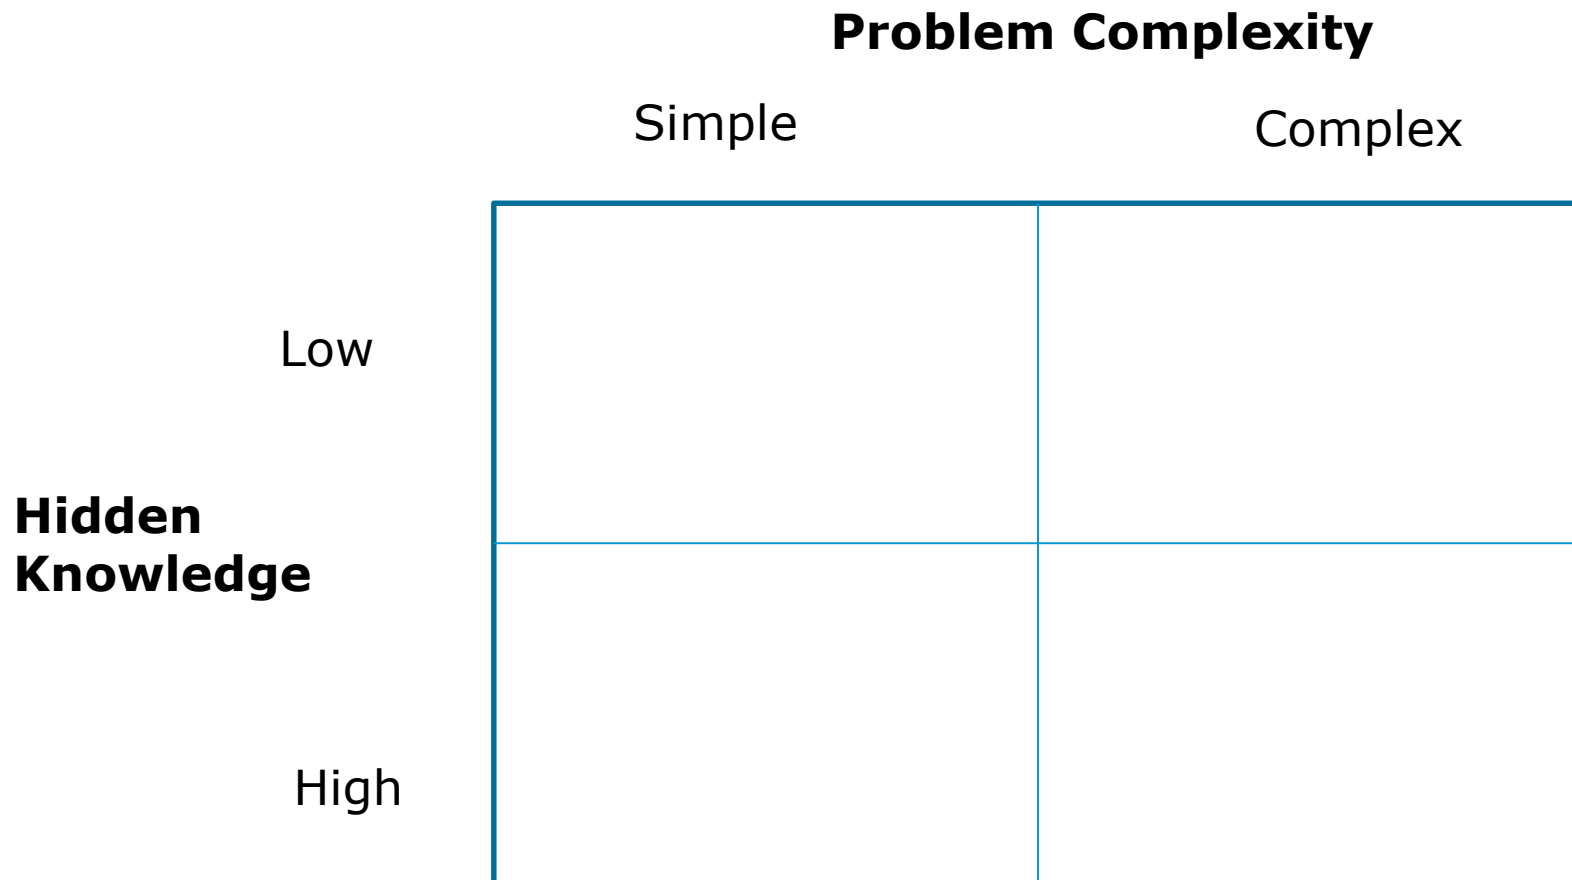 Problem Complexity
Simple
Complex
Low
Hidden
Knowledge
High